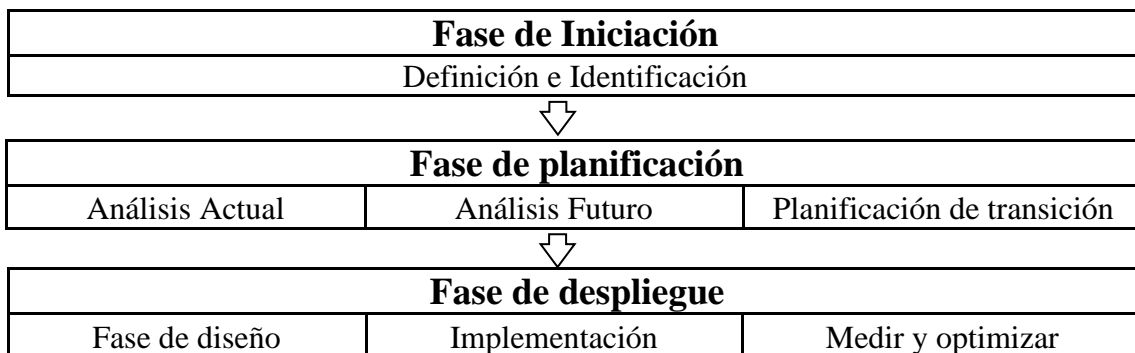 Fase de Iniciación
Definición e Identificación
Fase de planificación
Análisis Actual Análisis Futuro Planificación de transición
Fase de despliegue
Fase de diseño Implementación Medir y optimizar